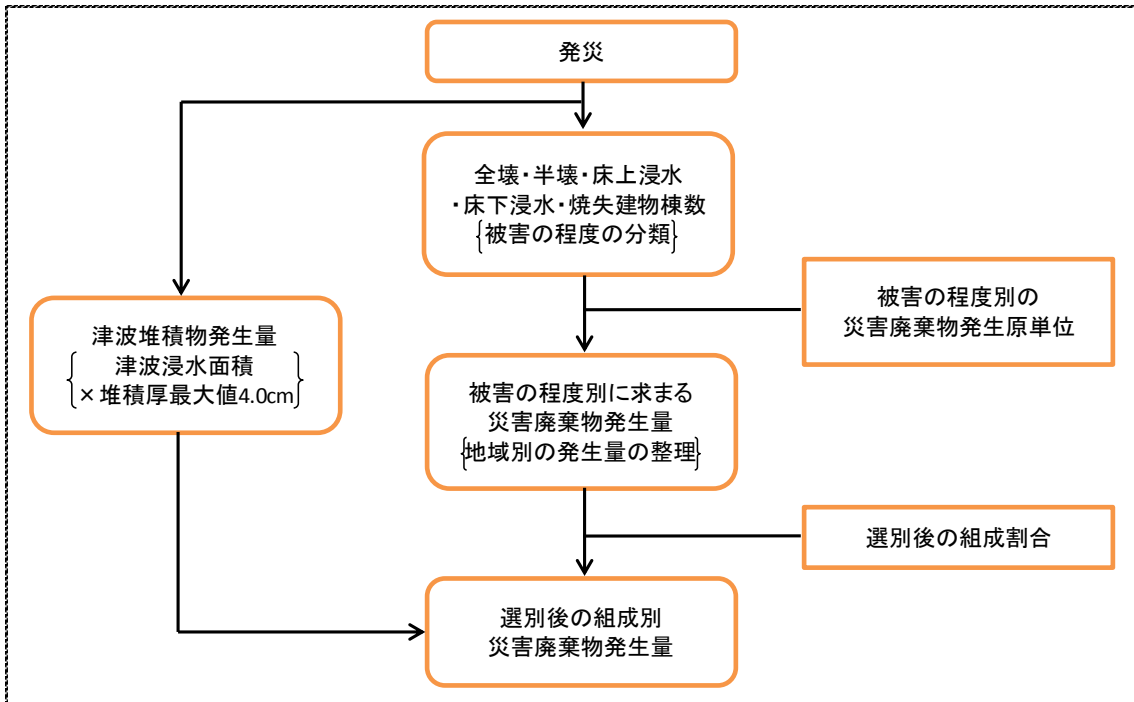 発災
全壊・半壊・床上浸水
・床下浸水・焼失建物棟数
{被害の程度の分類}
被害の程度別の
災害廃棄物発生原単位
津波堆積物発生量
津波浸水面積
× 堆積厚最大値4.0cm
被害の程度別に求まる
災害廃棄物発生量
{地域別の発生量の整理}
選別後の組成割合
選別後の組成別
災害廃棄物発生量